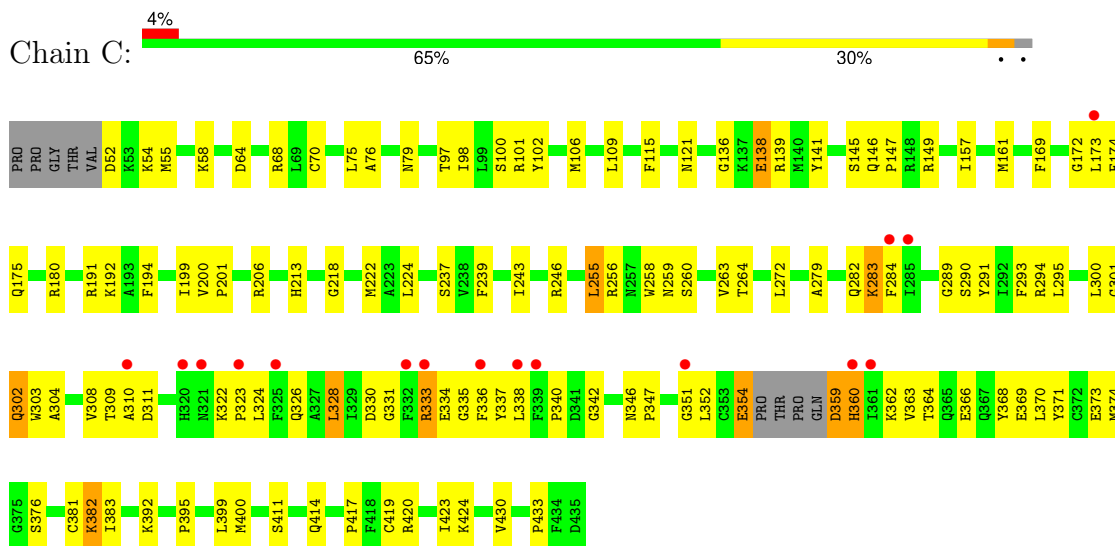 4%
Chain C:
65% 30% • •
PRO PRO GLY THR VAL D52 K53 K54 M55 K58 D64 R68 L69 C70 L75 A76 N79 T97 I98 L99 S100 R101 Y102 M106 L109 F115 N121 G136 K137 E138 R139 M140 Y141 S145 Q146 P147 R148 R149 I157 M161 F169 G172 L173 E174
Q175 R180 R191 K192 A193 F194 I199 V200 P201 R206 H213 G218 M222 A223 L224 S237 V238 F239 I243 R246 L255 R256 N257 W258 N259 S260 V263 T264 L272 A279 Q282 K283 F284 I285 G289 S290 Y291 I292 F293 R294 L295 L300 G301
Q302 W303 A304 V308 T309 A310 D311 H320 N321 K322 P323 L324 F325 Q326 A327 L328 I329 D330 G331 F332 R333 E334 G335 F336 Y337 L338 F339 P340 D341 G342 N346 P347 G351 L352 C353 E354 PRO THR PRO GLN D359 H360 I361 K362 V363 T364 Q365 E366 Q367 Y368 E369 L370 Y371 C372 E373 M374
G375 S376 C381 K382 I383 K392 P395 L399 M400 S411 Q414 P417 F418 C419 R420 I423 K424 V430 P433 F434 D435